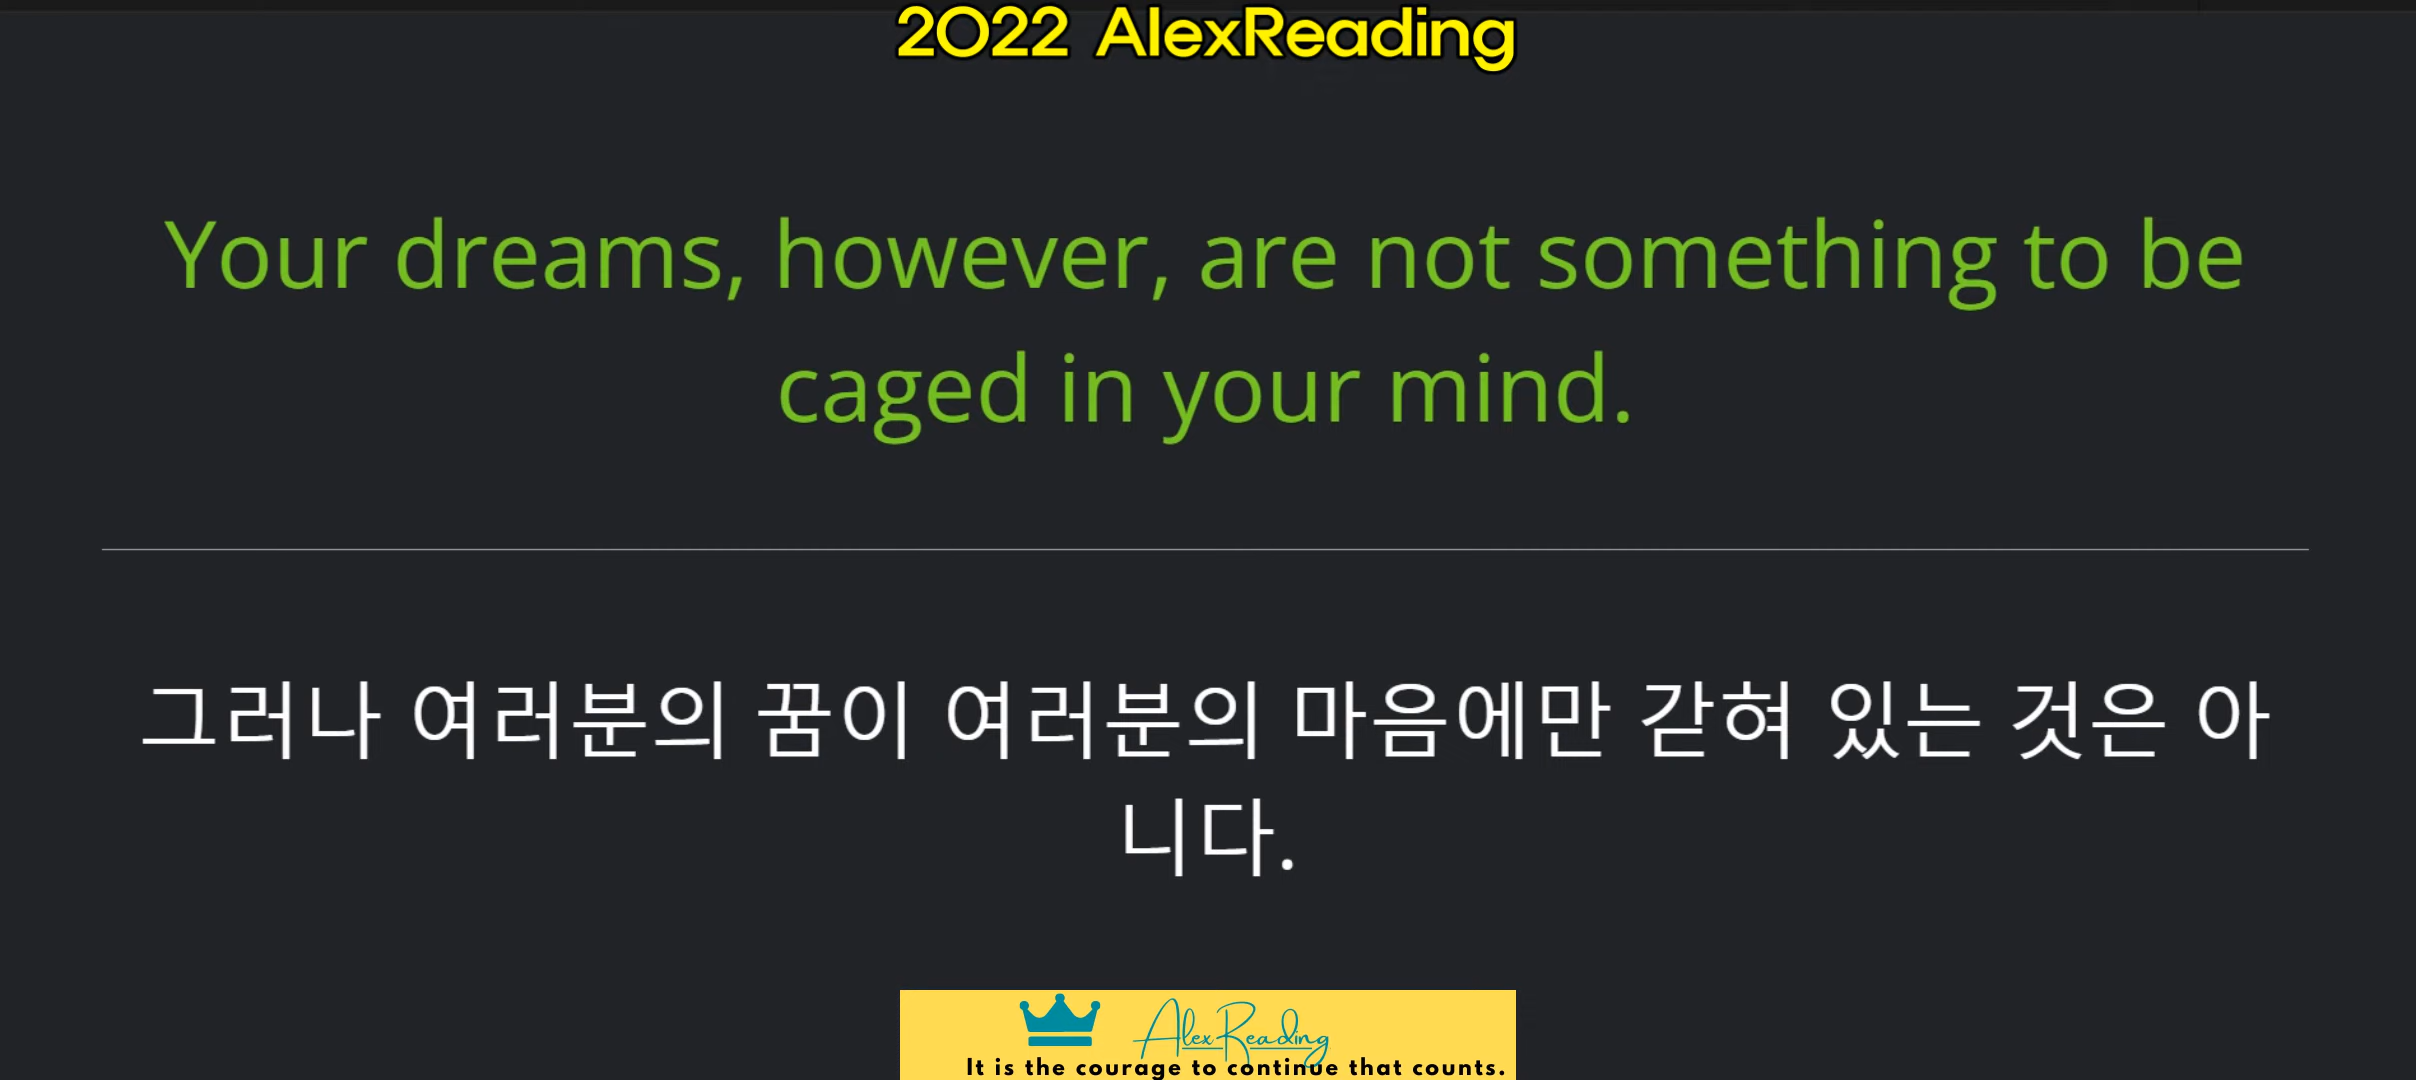 2022 AlexReading
Your dreams, however, are not something to be
caged in your mind.
그러나 여러분의 꿈이 여러분의 마음에만 갇혀 있는 것은 아
니다.
AlexReading
It is the courage to continue that counts.